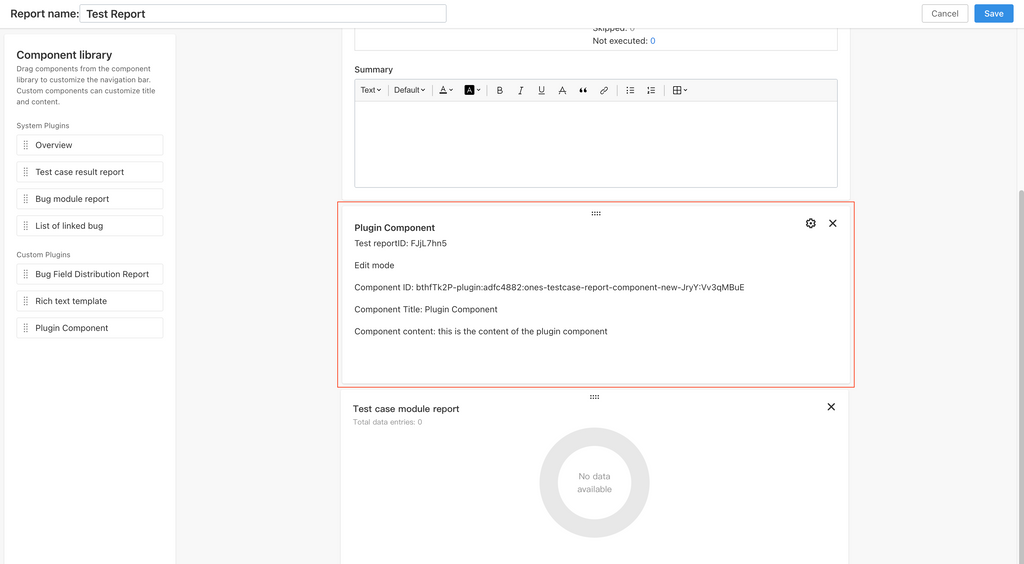 Report name: Test Report
Cancel
Save
Component library
Drag components from the component
library to customize the navigation bar.
Custom components can customize title
and content.
System Plugins
Overview
Test case result report
Bug module report
List of linked bug
Custom Plugins
Bug Field Distribution Report
Rich text template
Plugin Component
Skipped: 0
Not executed: 0
Summary
Text Default A A B I U A
Plugin Component
Test reportID: FJjL7hn5
Edit mode
Component ID: bthfTk2P-plugin:adfc4882:ones-testcase-report-component-new-JryY:Vv3qMBuE
Component Title: Plugin Component
Component content: this is the content of the plugin component
Test case module report
Total data entries: 0
No data
available